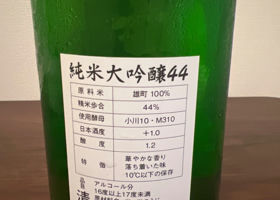 純米大吟醸44
原料米 雄町 100%
精米歩合 44%
使用酵母 小川10・M310
日本酒度 +1.0
酸度 1.2
特徴 華やかな香り
落ち着いた味
10℃以下の保存
品目
アルコール分
16度以上17度未満